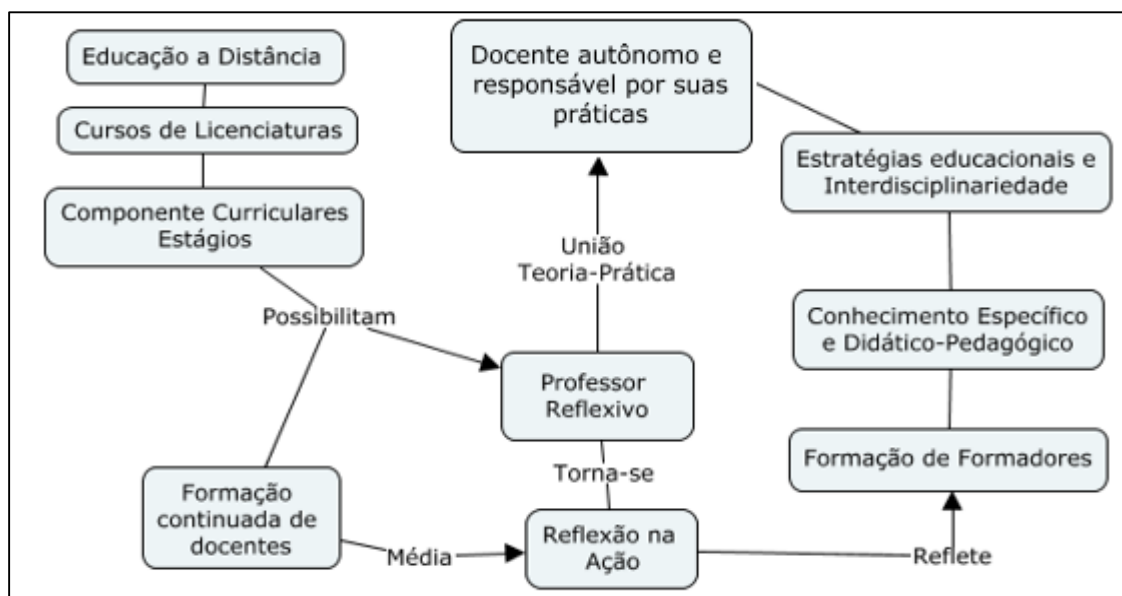 Educação a Distância
Cursos de Licenciaturas
Componente Curriculares
Estágios
Possibilitam
Formação
continuada de
docentes
Média
Docente autônomo e
responsável por suas
práticas
União
Teoria-Prática
Professor
Reflexivo
Torna-se
Reflexão na
Ação
Reflete
Estratégias educacionais e
Interdisciplinariedade
Conhecimento Específico
e Didático-Pedagógico
Formação de Formadores